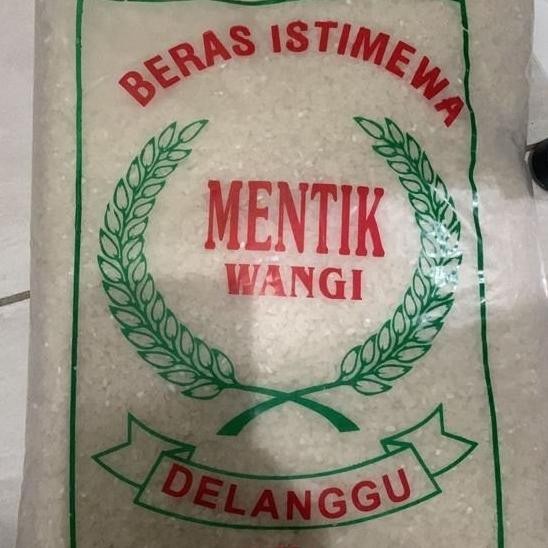 BERAS ISTIMEWA
MENTIK
WANGI
DELANGGU